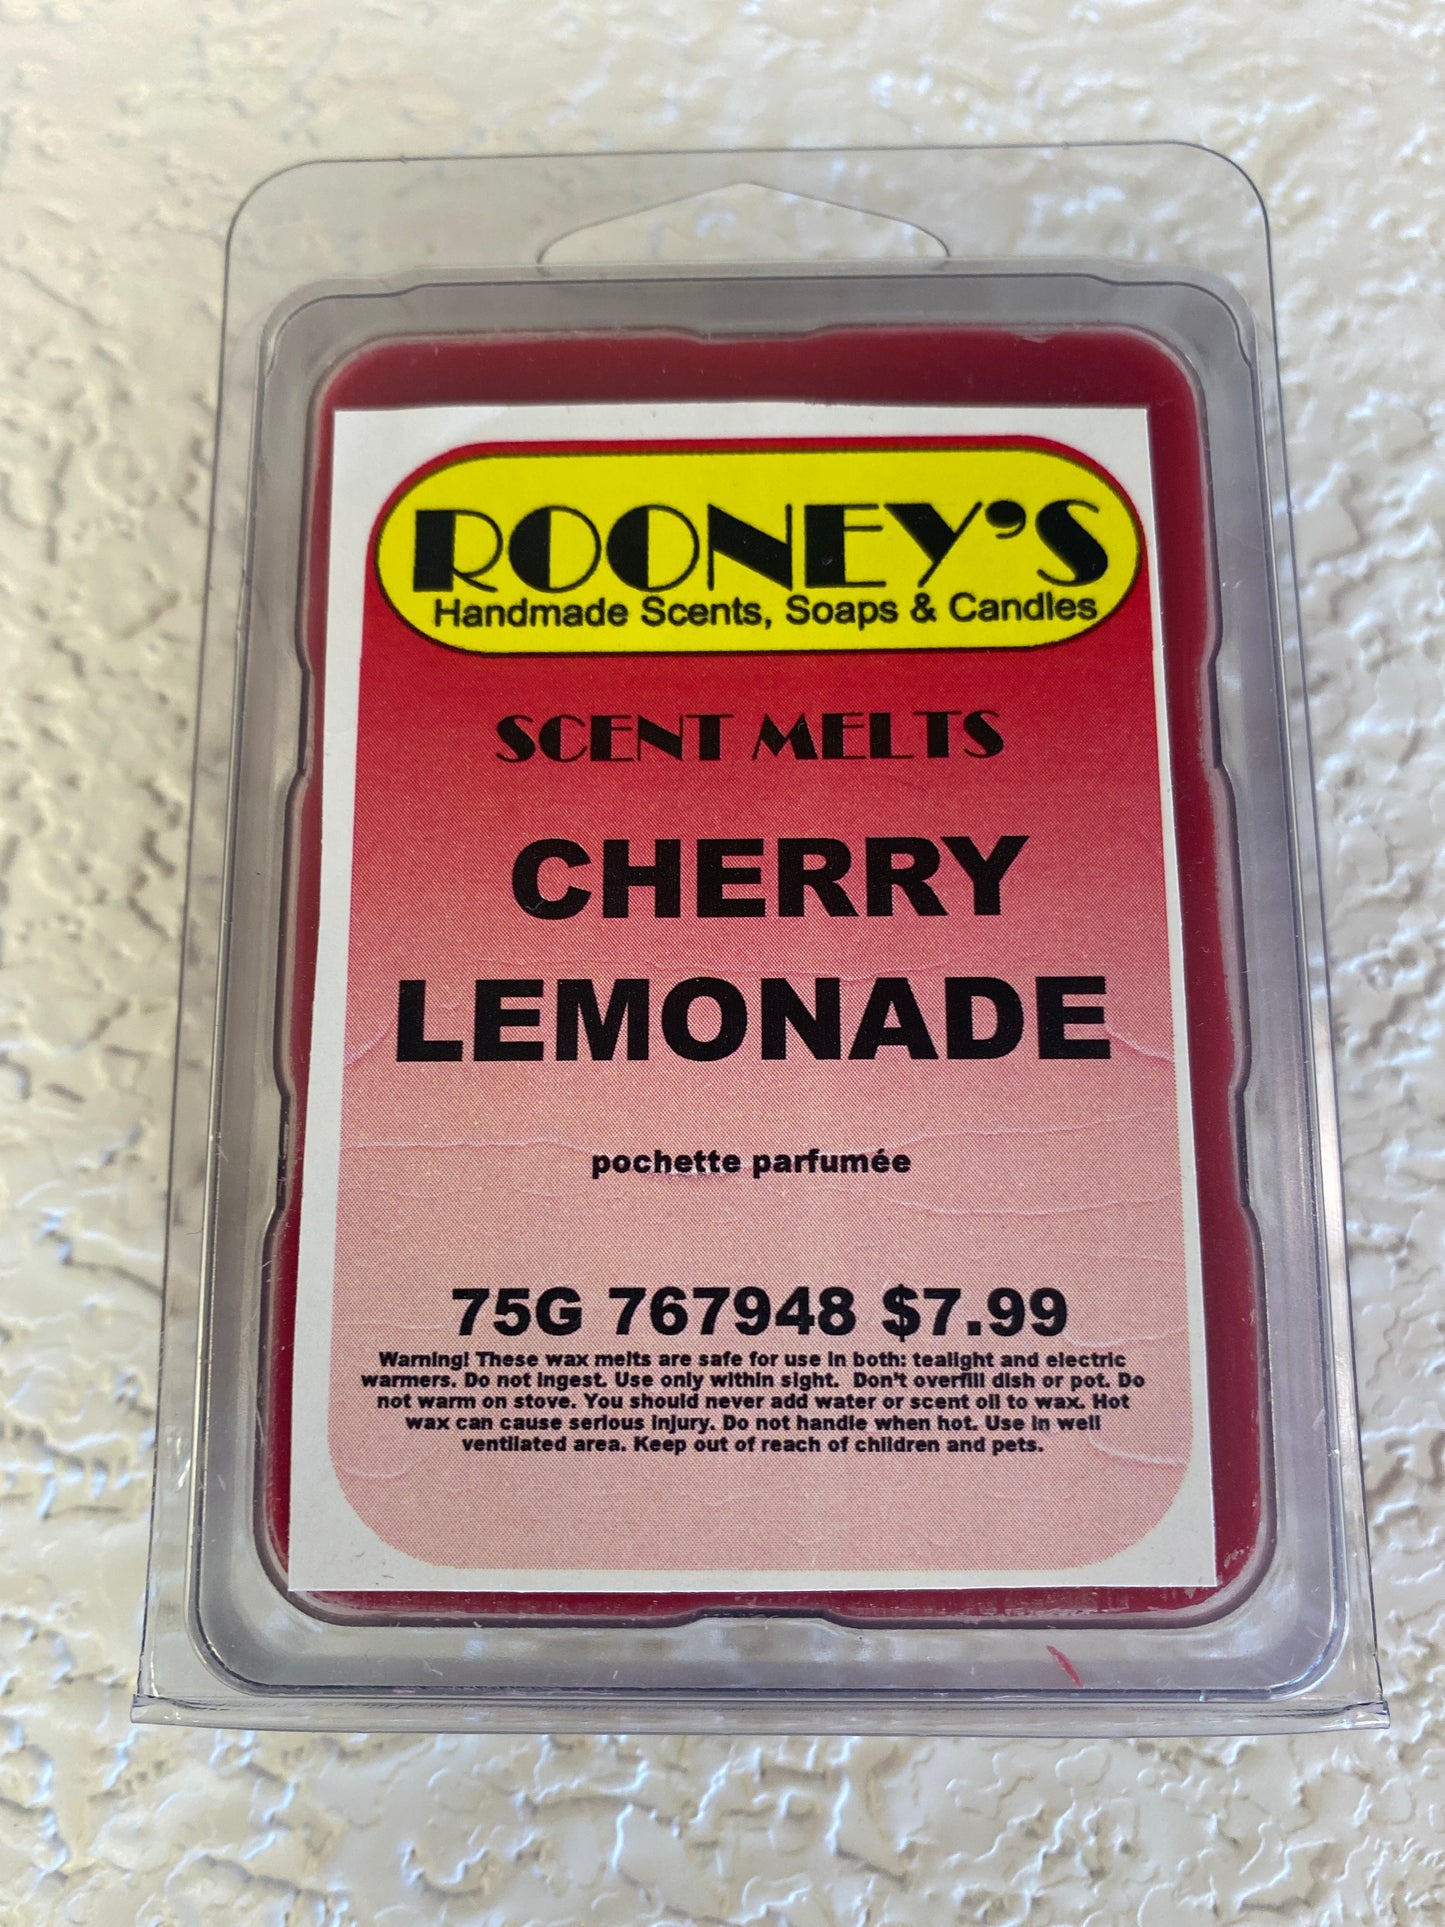 ROONEY'S
Handmade Scents, Soaps & Candles
SCENT MELTS
CHERRY
LEMONADE
pochette parfumée
75G 767948 $7.99
Warning! These wax melts are safe for use in both: tealight and electric
warmers. Do not ingest. Use only within sight.  Don't overfill dish or pot. Do
not warm on stove. You should never add water or scent oil to wax. Hot
wax can cause serious injury. Do not handle when hot. Use in well
ventilated area. Keep out of reach of children and pets.